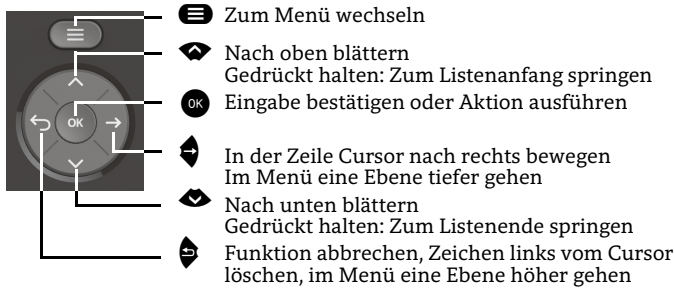 Zum Menü wechseln
Nach oben blättern
Gedrückt halten: Zum Listenanfang springen
OK
OK Eingabe bestätigen oder Aktion ausführen
In der Zeile Cursor nach rechts bewegen
Im Menü eine Ebene tiefer gehen
Nach unten blättern
Gedrückt halten: Zum Listenende springen
Funktion abbrechen, Zeichen links vom Cursor
löschen, im Menü eine Ebene höher gehen